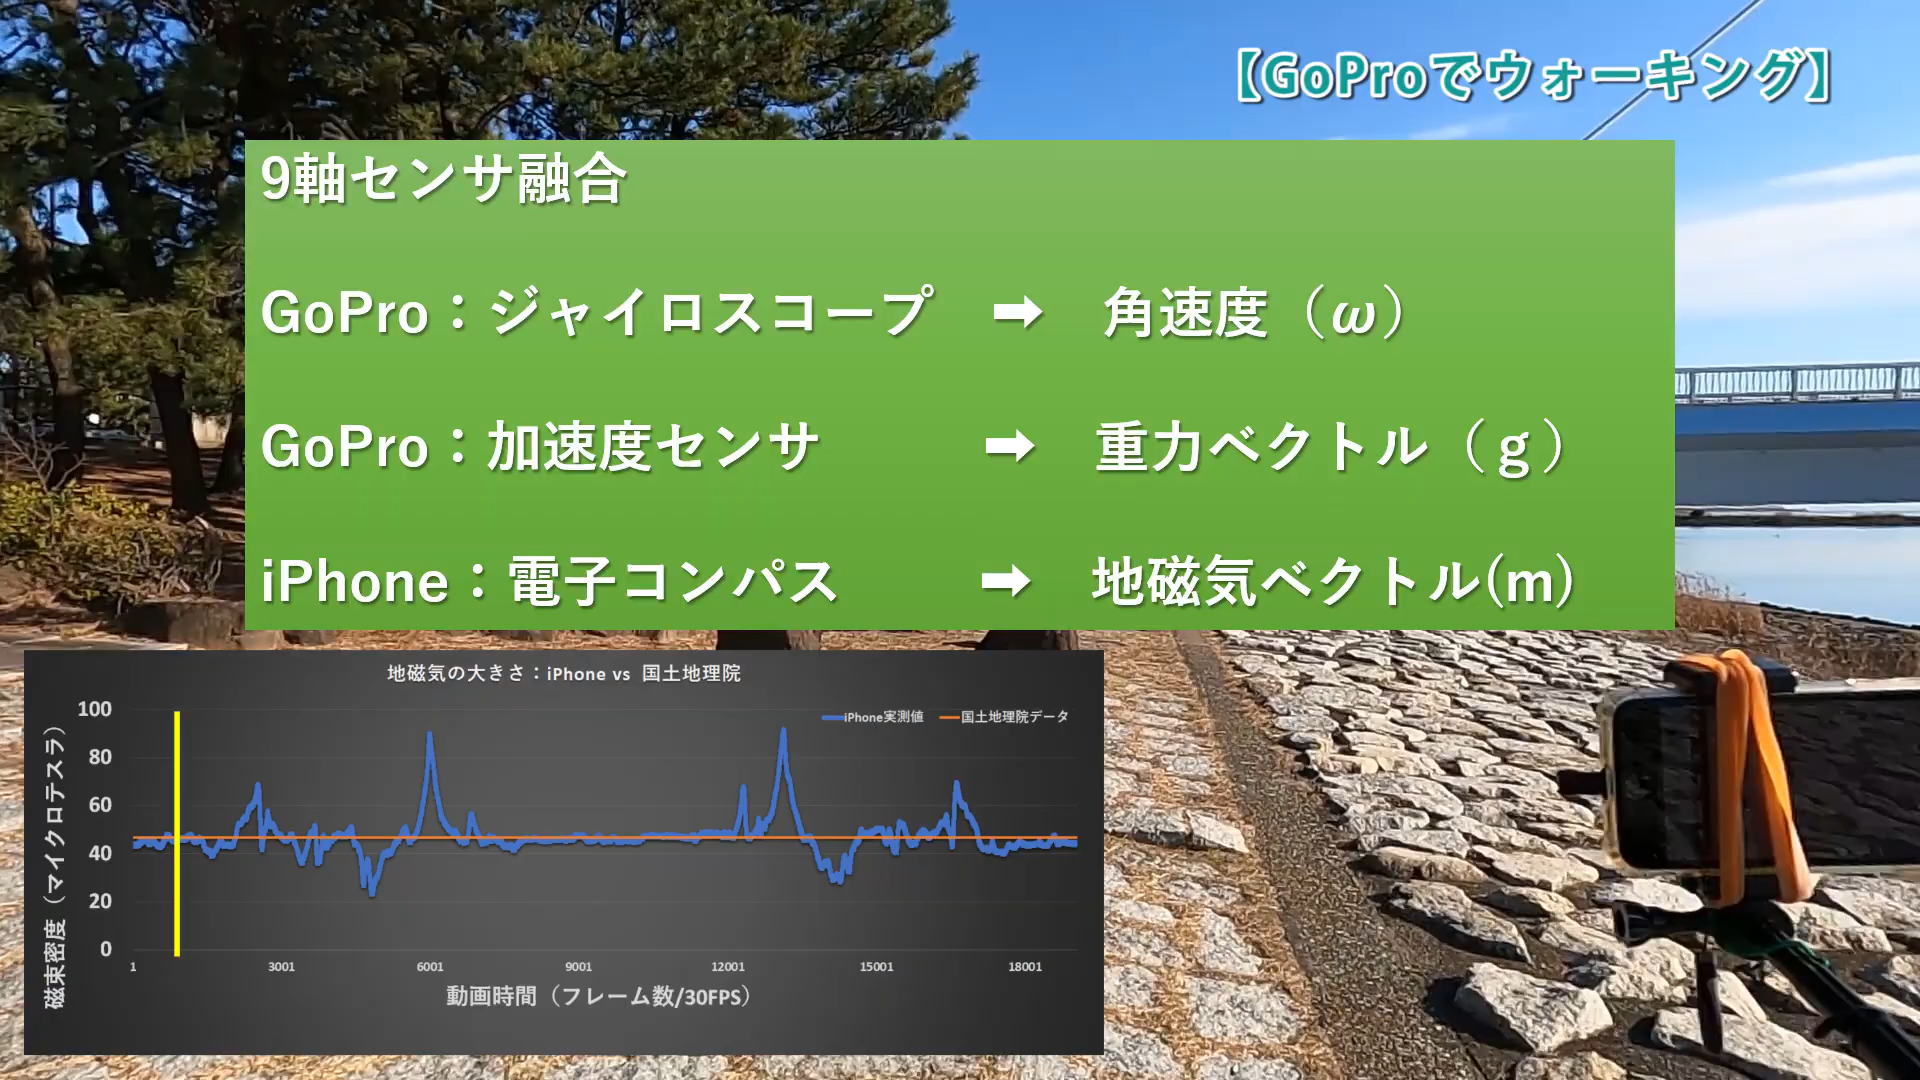 【GoProでウォーキング】
9軸センサ融合
GoPro：ジャイロスコープ ➡ 角速度（ω）
GoPro：加速度センサ ➡ 重力ベクトル（ｇ）
iPhone：電子コンパス ➡ 地磁気ベクトル(m)
地磁気の大きさ：iPhone vs 国土地理院
iPhone実測値 国土地理院データ
磁束密度（マイクロテスラ）
100
80
60
40
20
0
1 3001 6001 9001 12001 15001 18001
動画時間（フレーム数/30FPS）